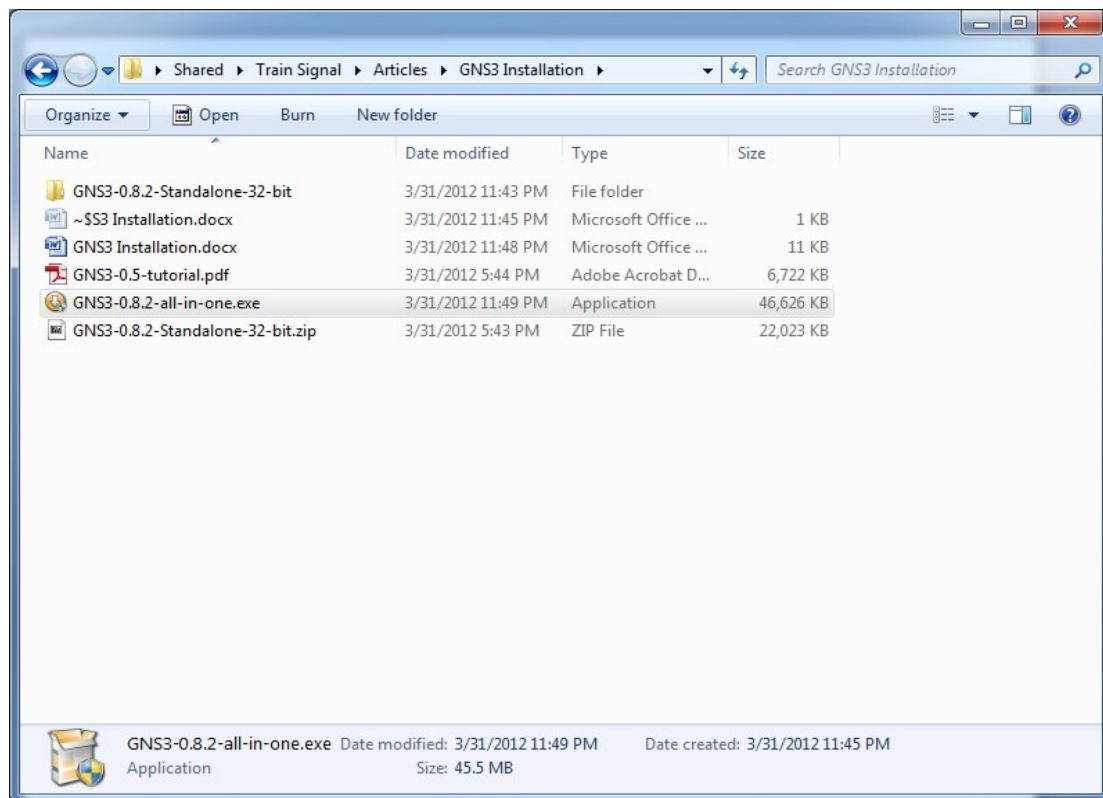 Shared Train Signal Articles GNS3 Installation Search GNS3 Installation
Organize Open Burn New folder
Name Date modified Type Size
GNS3-0.8.2-Standalone-32-bit 3/31/2012 11:43 PM File folder
~$S3 Installation.docx 3/31/2012 11:45 PM Microsoft Office ... 1 KB
GNS3 Installation.docx 3/31/2012 11:48 PM Microsoft Office ... 11 KB
GNS3-0.5-tutorial.pdf 3/31/2012 5:44 PM Adobe Acrobat D... 6,722 KB
GNS3-0.8.2-all-in-one.exe 3/31/2012 11:49 PM Application 46,626 KB
GNS3-0.8.2-Standalone-32-bit.zip 3/31/2012 5:43 PM ZIP File 22,023 KB
GNS3-0.8.2-all-in-one.exe Date modified: 3/31/2012 11:49 PM Date created: 3/31/2012 11:45 PM
Application Size: 45.5 MB